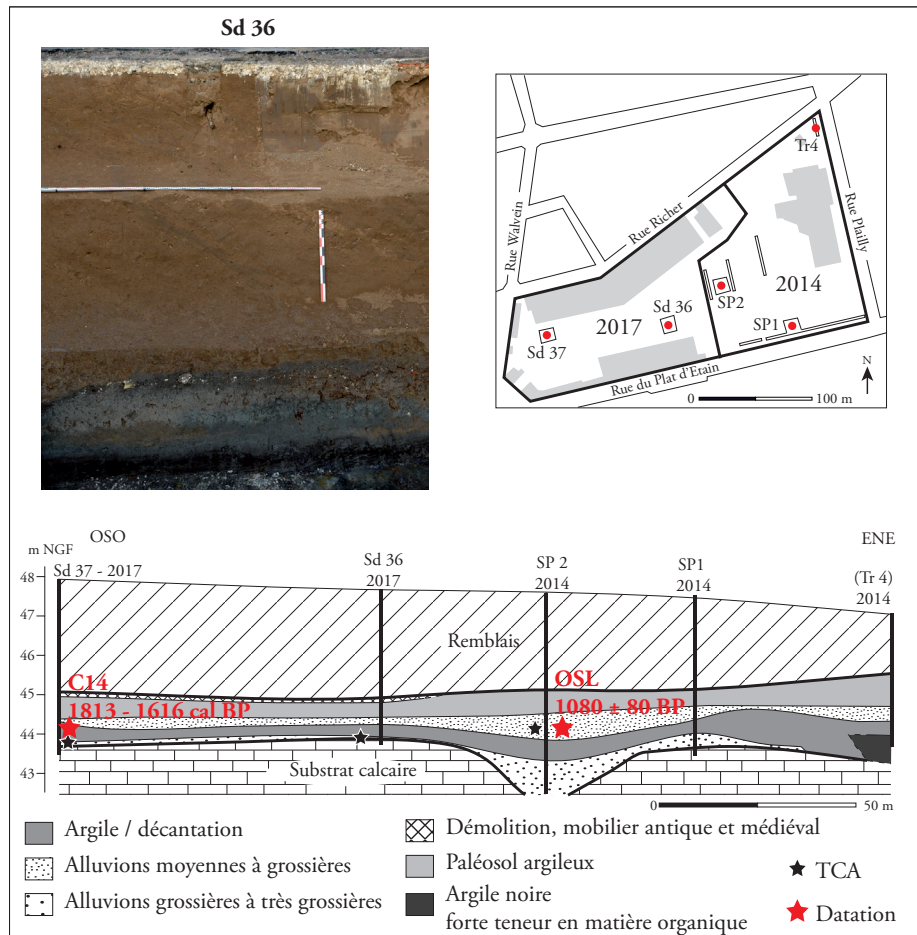 Sd 36
Rue Walvein
Rue Richer
Rue Plailly
Tr4
2014
SP2
SP1
Sd 36
2017
Sd 37
Rue du Plat d'Etain
N
0 100 m
OSO
ENE
m NGF
Sd 37 - 2017
Sd 36
2017
SP 2
2014
SP1
2014
(Tr 4)
2014
48
47
46
45
44
43
Remblais
C14
1813 - 1616 cal BP
OSL
1080 ± 80 BP
Substrat calcaire
0 50 m
Argile / décantation
Alluvions moyennes à grossières
Alluvions grossières à très grossières
Démolition, mobilier antique et médiéval
Paléosol argileux
Argile noire
forte teneur en matière organique
TCA
Datation